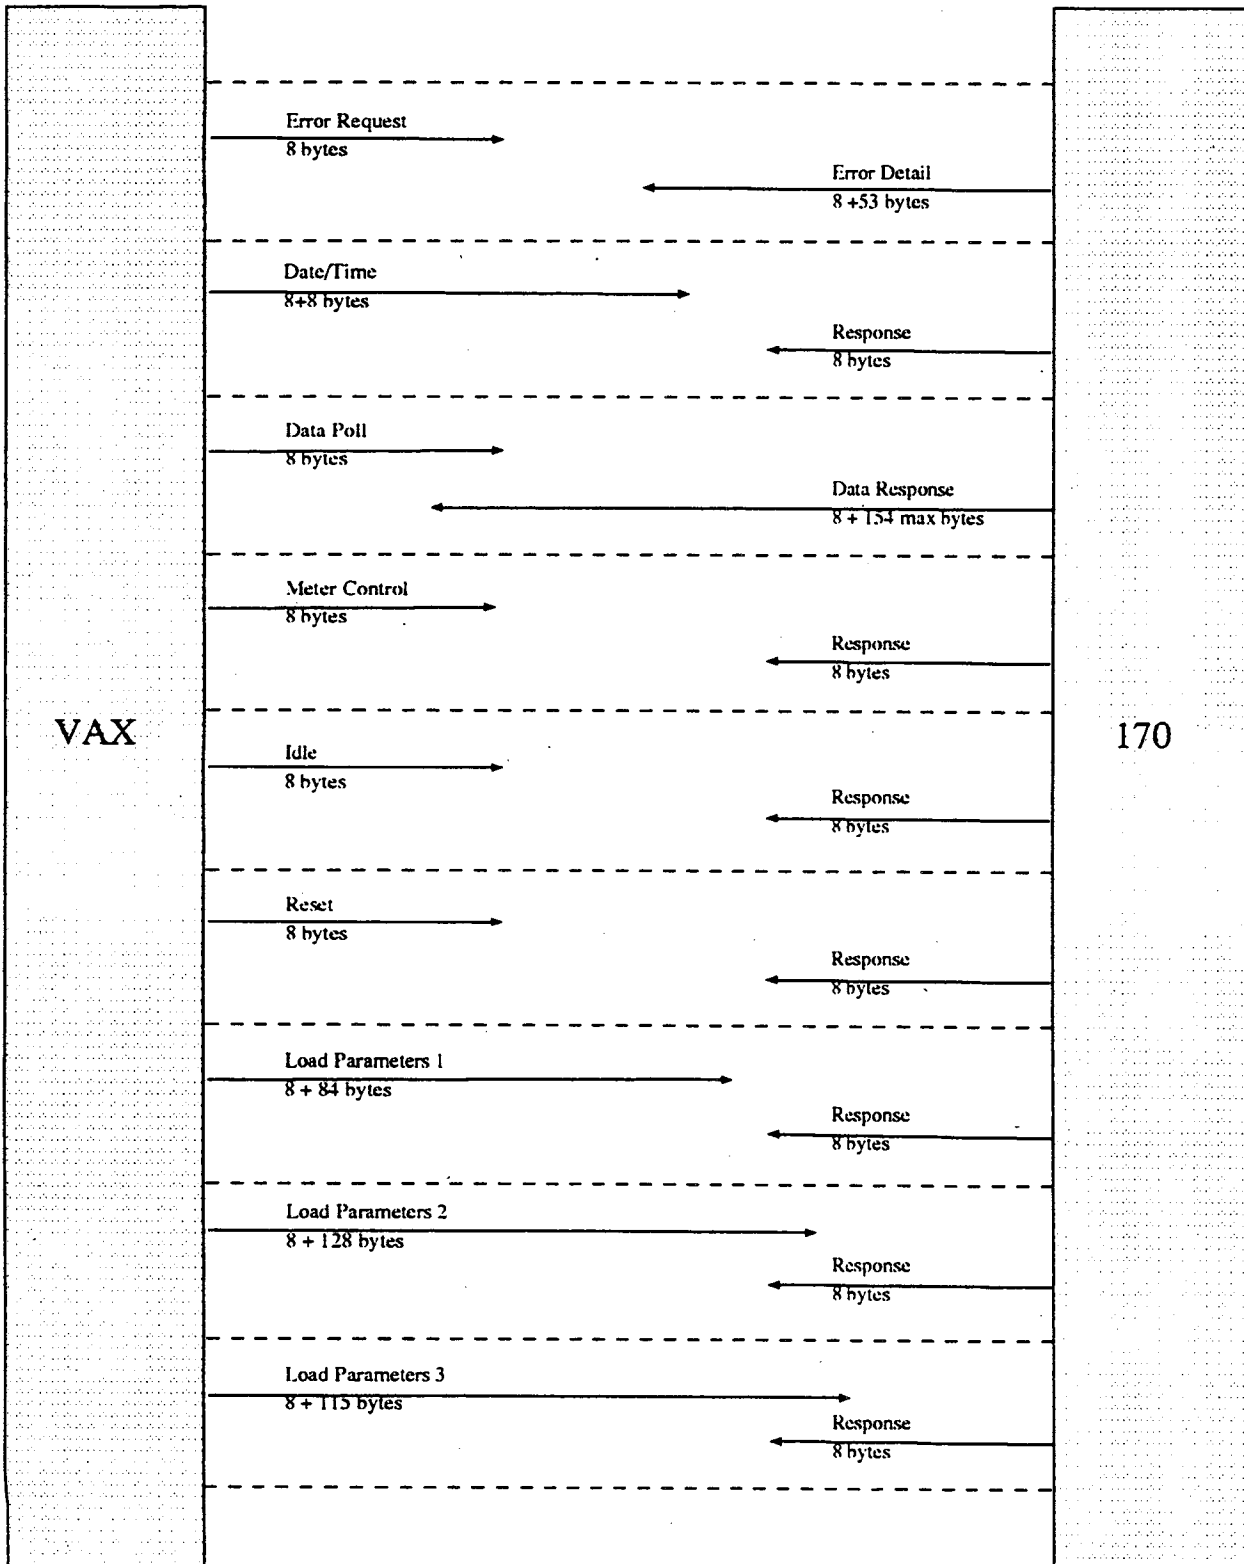 Error Request
8 bytes
Error Detail
8 +53 bytes
Date/Time
8+8 bytes
Response
8 bytes
Data Poll
8 bytes
Data Response
8 + 154 max bytes
Meter Control
8 bytes
Response
8 bytes
VAX
170
Idle
8 bytes
Response
8 bytes
Reset
8 bytes
Response
8 bytes
Load Parameters 1
8 + 84 bytes
Response
8 bytes
Load Parameters 2
8 + 128 bytes
Response
8 bytes
Load Parameters 3
8 + 115 bytes
Response
8 bytes